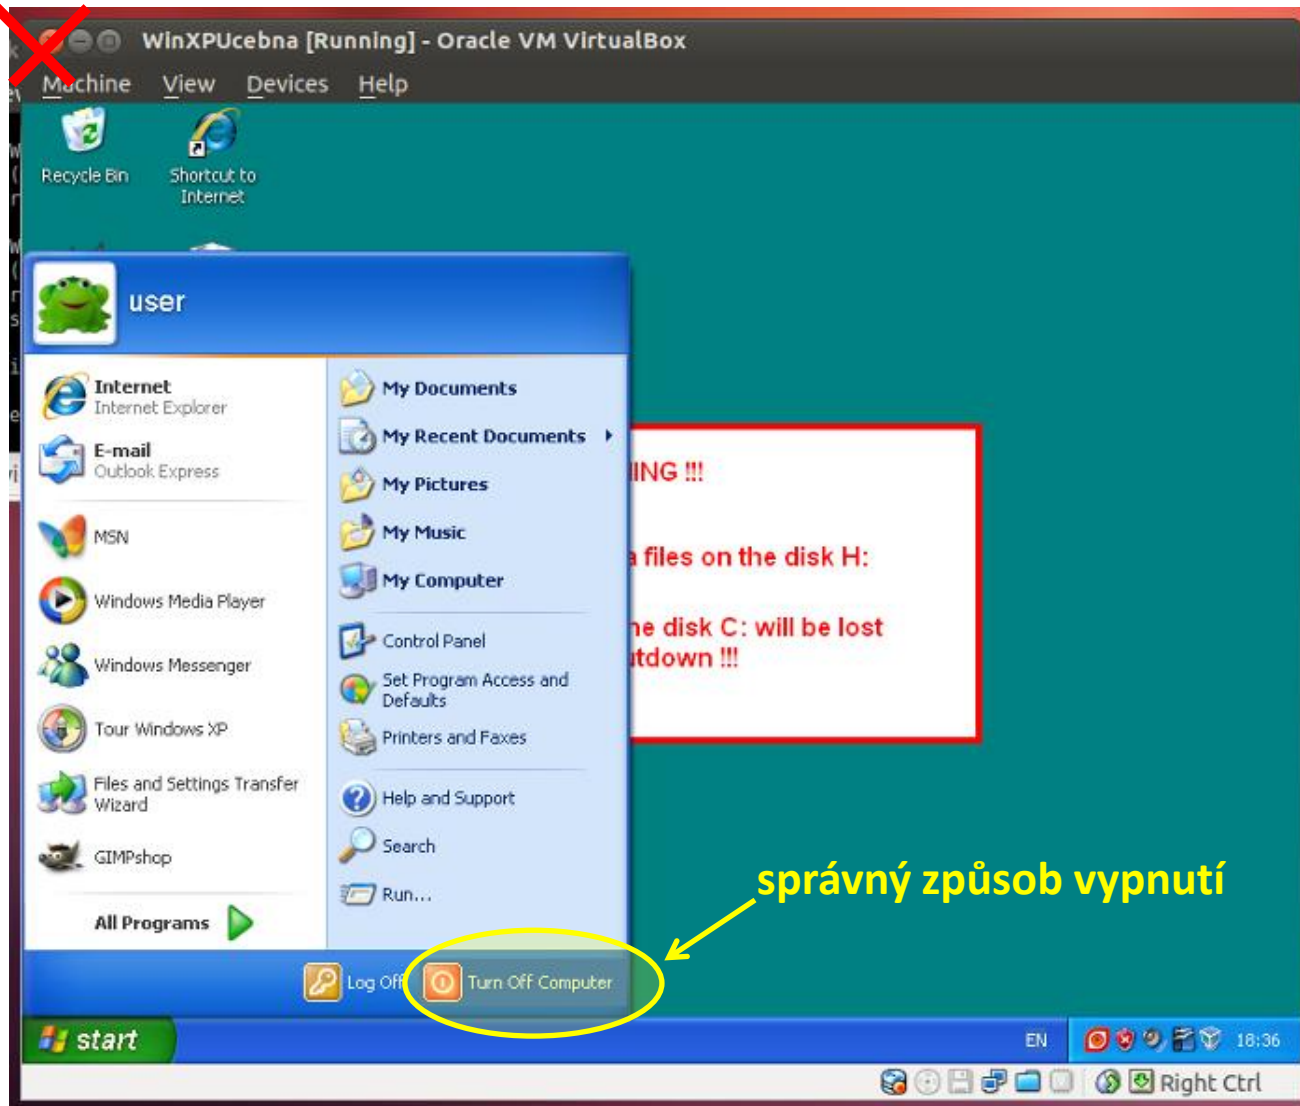 WinXPUcebna [Running] - Oracle VM VirtualBox
Machine View Devices Help
Recycle Bin
Shortcut to
Internet
user
Internet
Internet Explorer
E-mail
Outlook Express
MSN
Windows Media Player
Windows Messenger
Tour Windows XP
Files and Settings Transfer
Wizard
GIMPshop
All Programs
My Documents
My Recent Documents
My Pictures
My Music
My Computer
Control Panel
Set Program Access and
Defaults
Printers and Faxes
Help and Support
Search
Run...
ING !!!
files on the disk H:
disk C: will be lost
tdown !!!
správný způsob vypnutí
Log Off
Turn Off Computer
start
EN
18:36
Right Ctrl